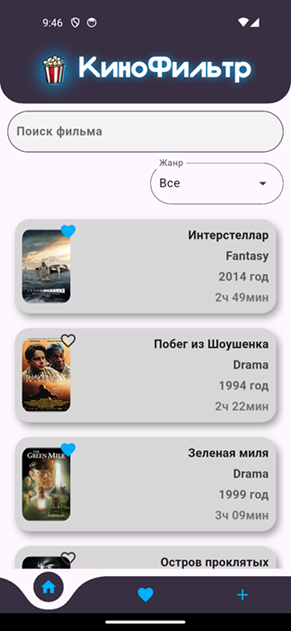 9:46
КиноФильтр
Поиск фильма
Жанр
Все
Интерстеллар
Fantasy
2014 год
2ч 49мин
Побег из Шоушенка
Drama
1994 год
2ч 22мин
THE
GREEN MILE
Зеленая миля
Drama
1999 год
3ч 09мин
Остров проклятых